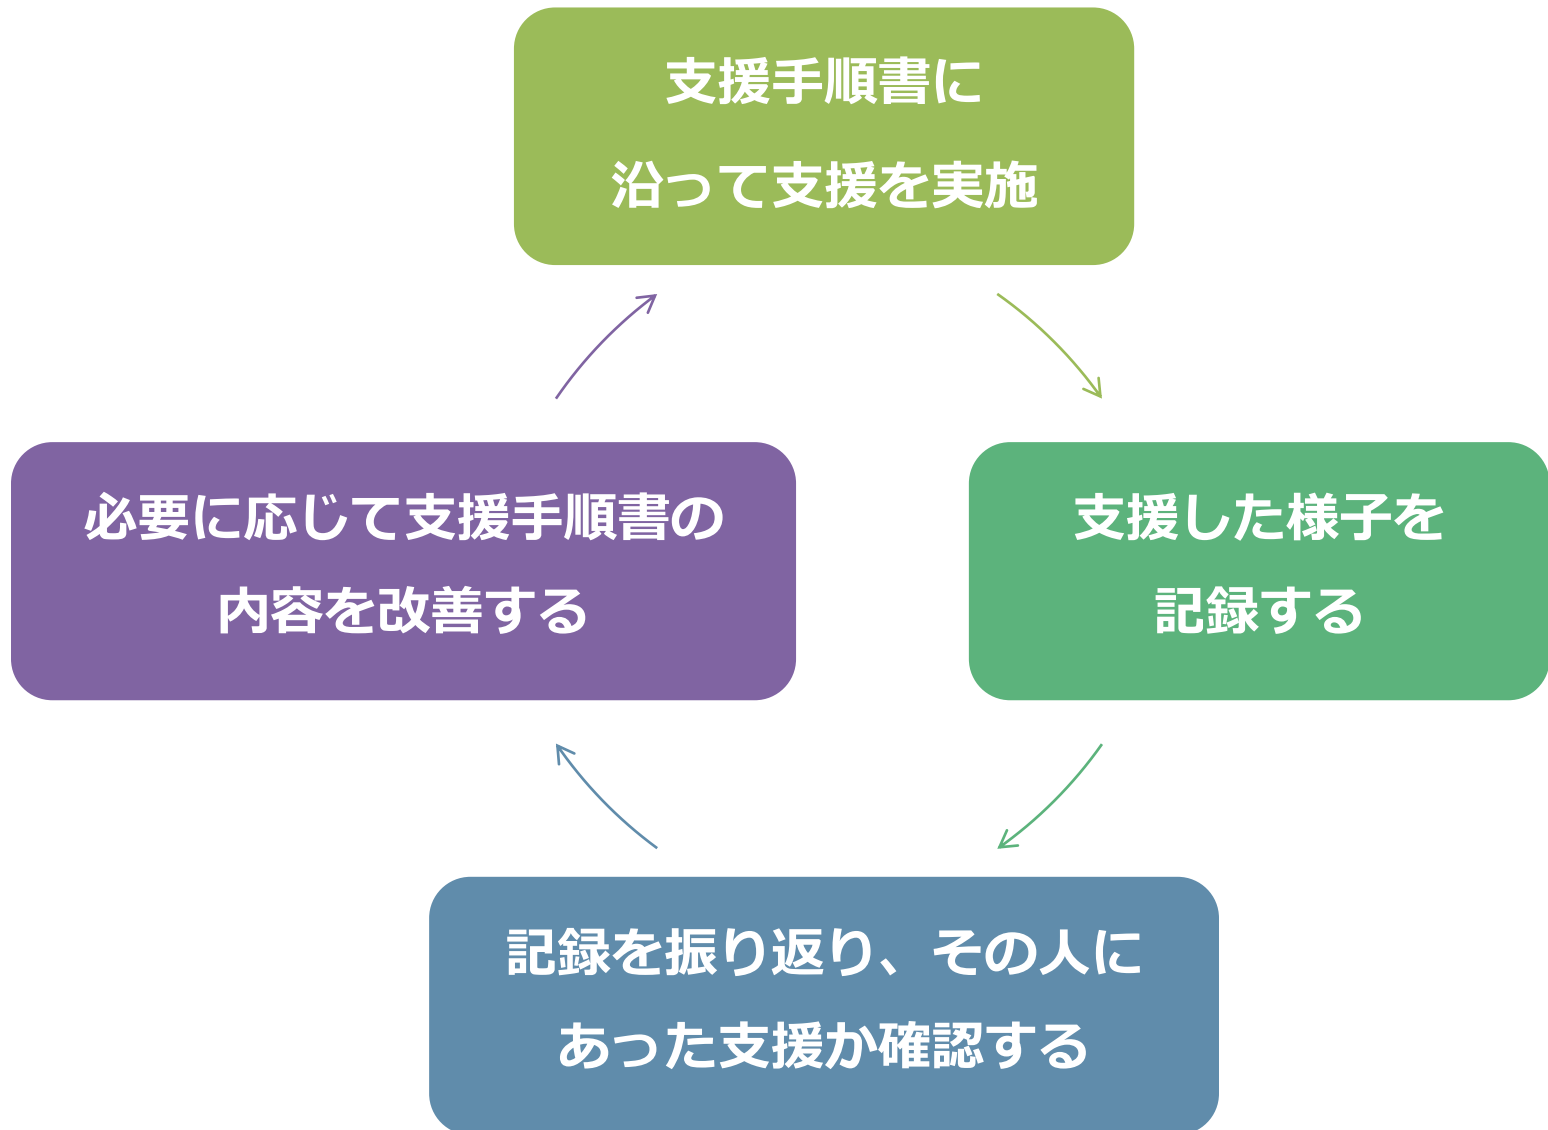 支援手順書に
沿って支援を実施
支援した様子を
記録する
記録を振り返り、その人に
あった支援か確認する
必要に応じて支援手順書の
内容を改善する